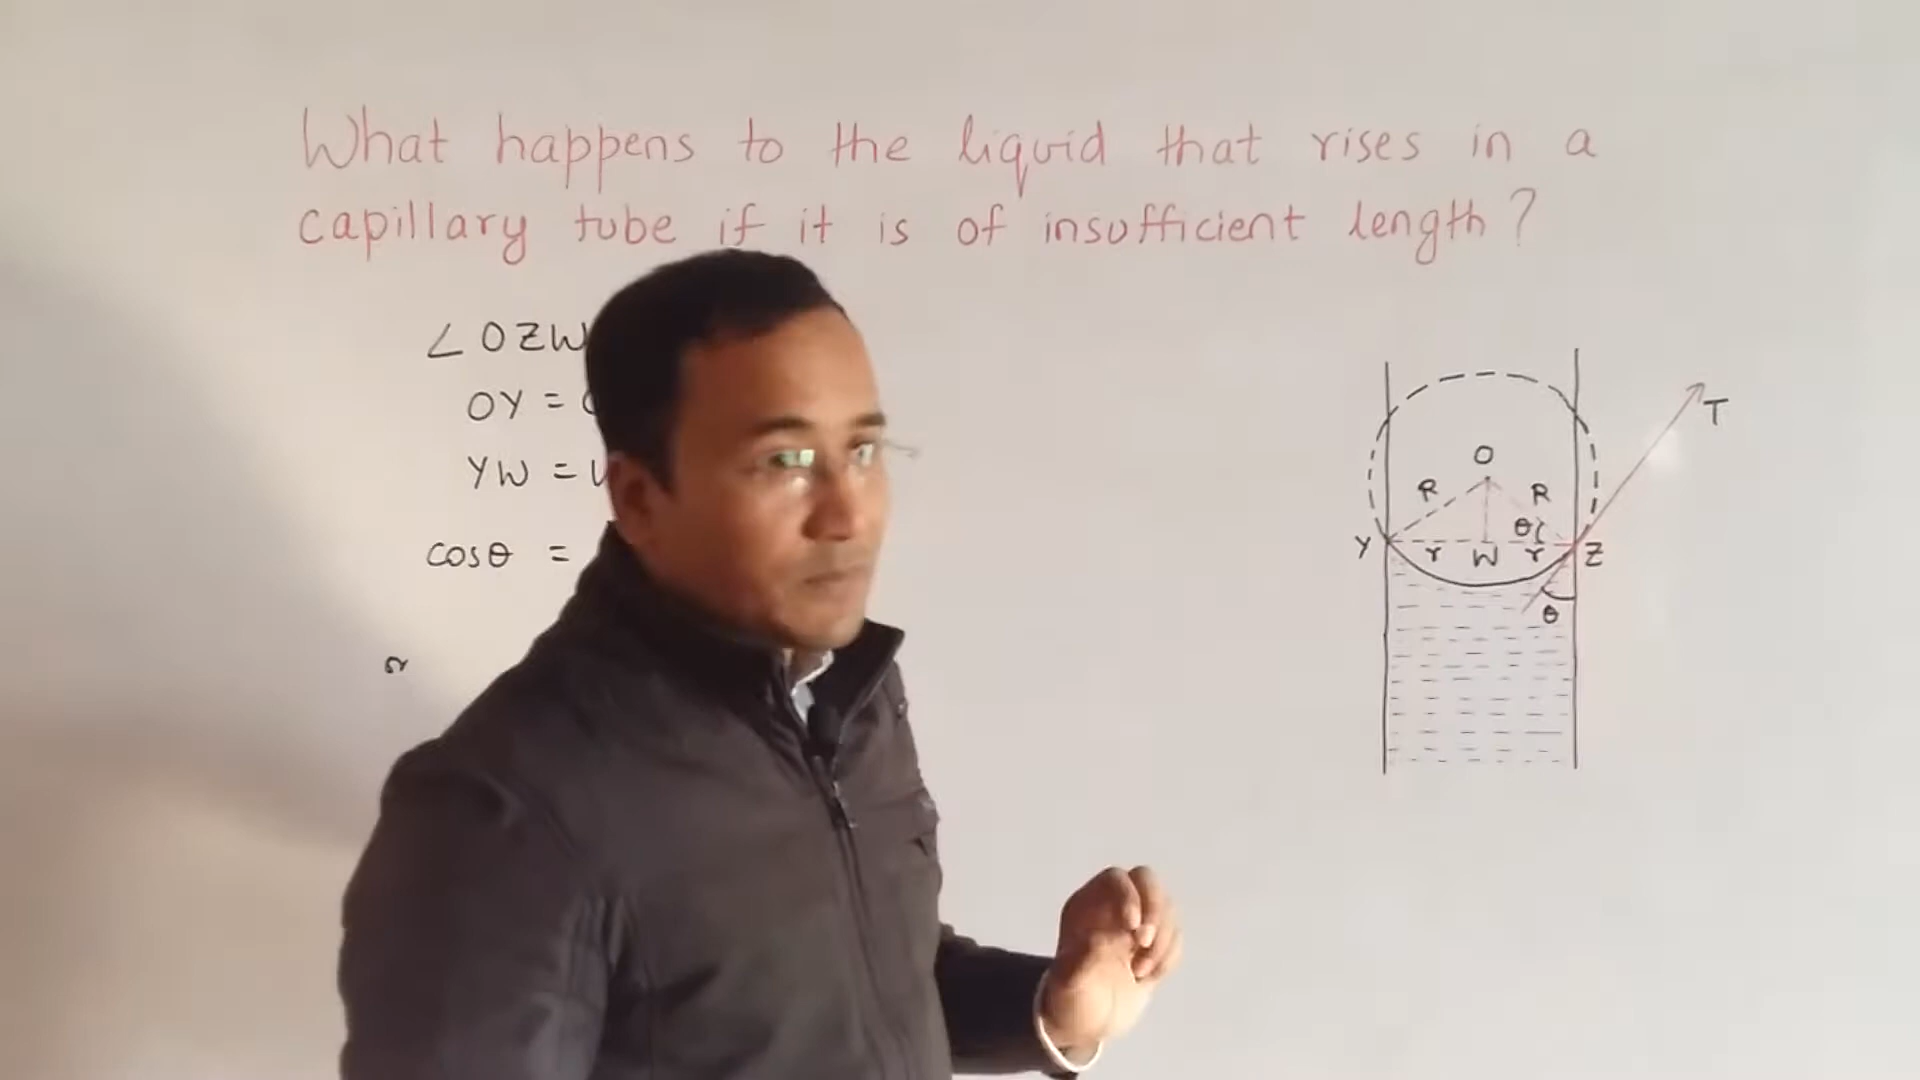 What happens to the liquid that rises in a
capillary tube if it is of insufficient length?
∠OZW
OY =
YW =
cosθ =
or
T
O
R R
θ
Y r W r Z
θ